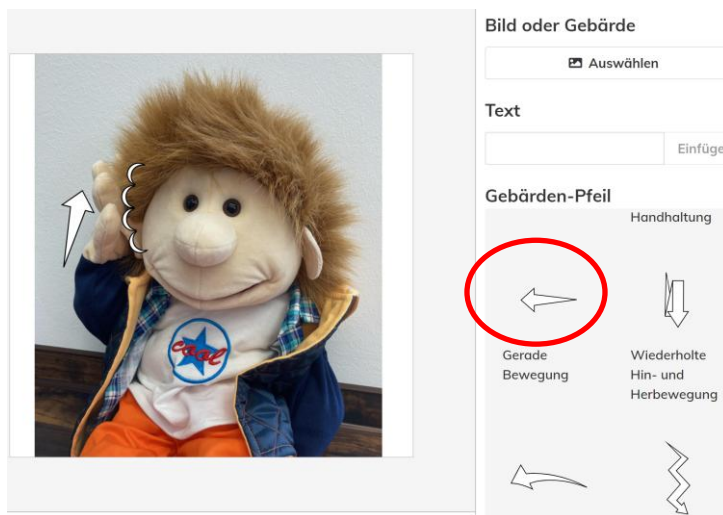 Bild oder Gebärde
Auswählen
Text
Einfüge
Gebärden-Pfeil
Handhaltung
Gerade
Bewegung
Wiederholte
Hin- und
Herbewegung
cool